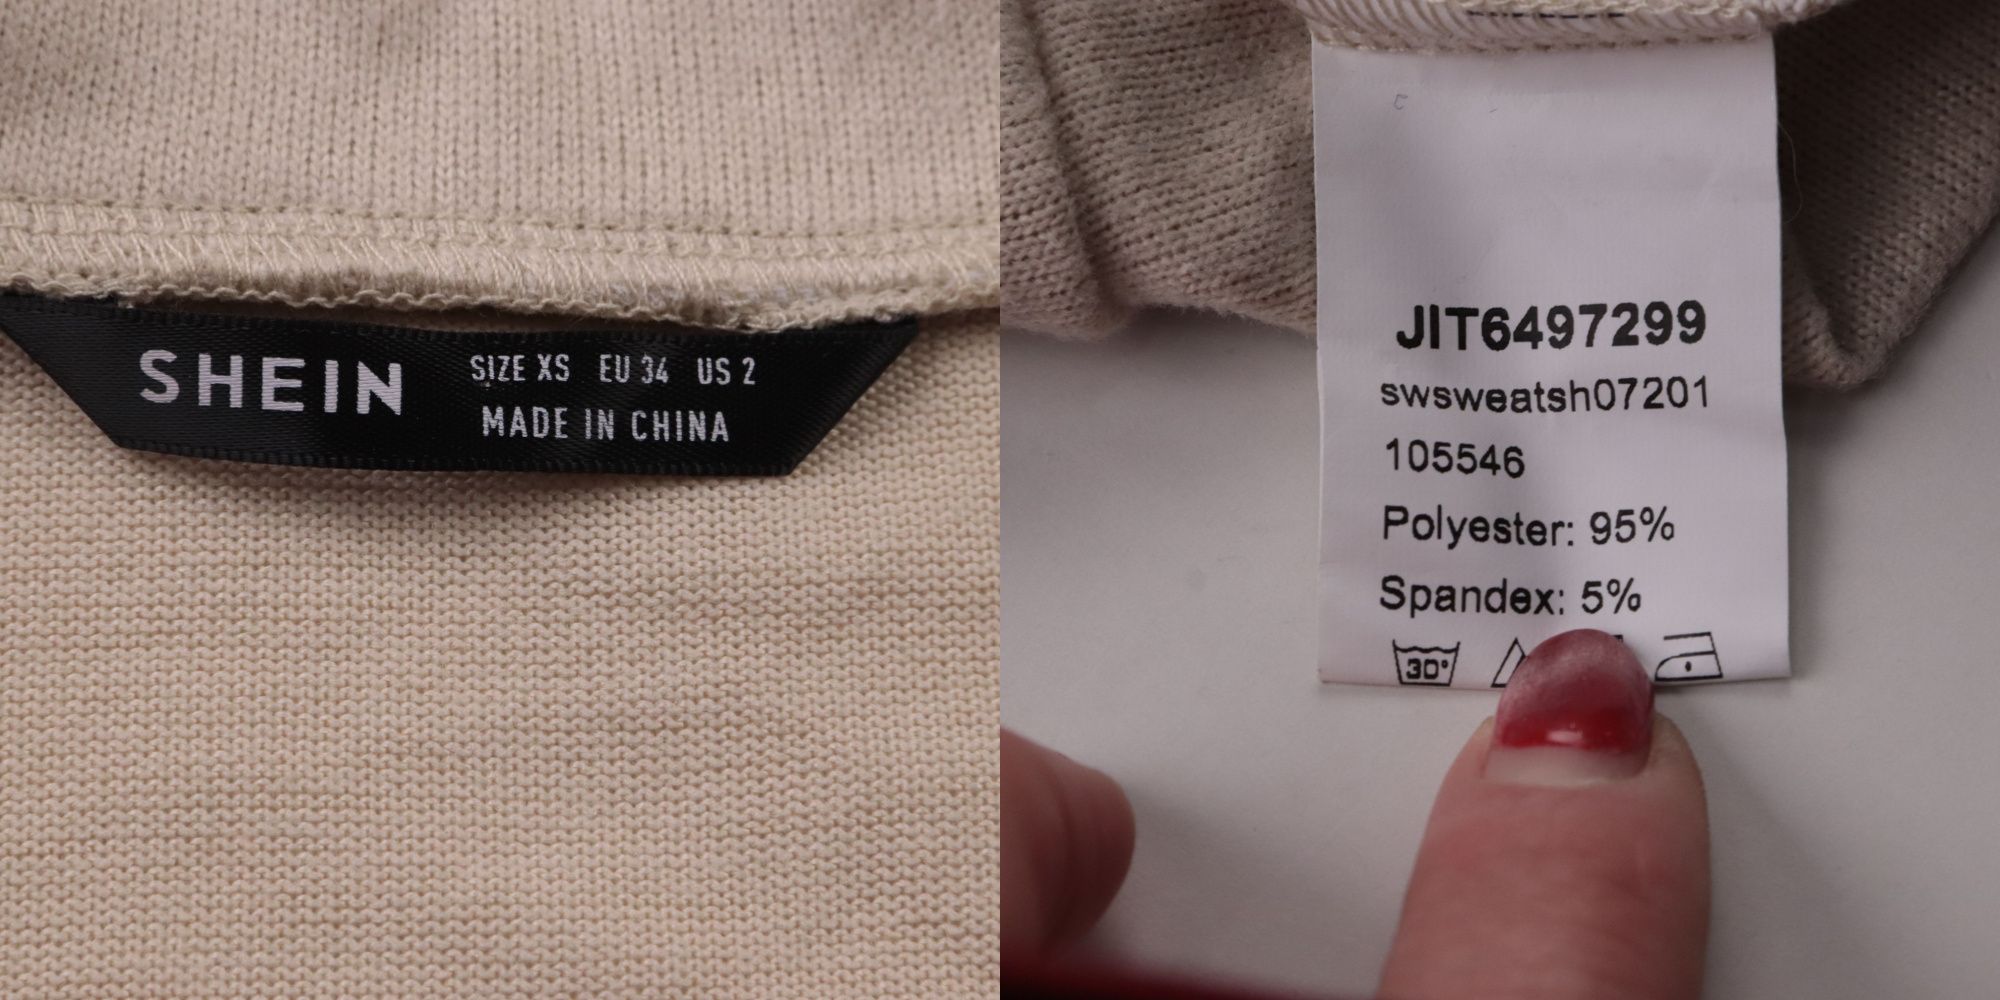 SHEIN
SIZE XS EU 34 US 2
MADE IN CHINA
JIT6497299
swsweatsh07201
105546
Polyester: 95%
Spandex: 5%
30°